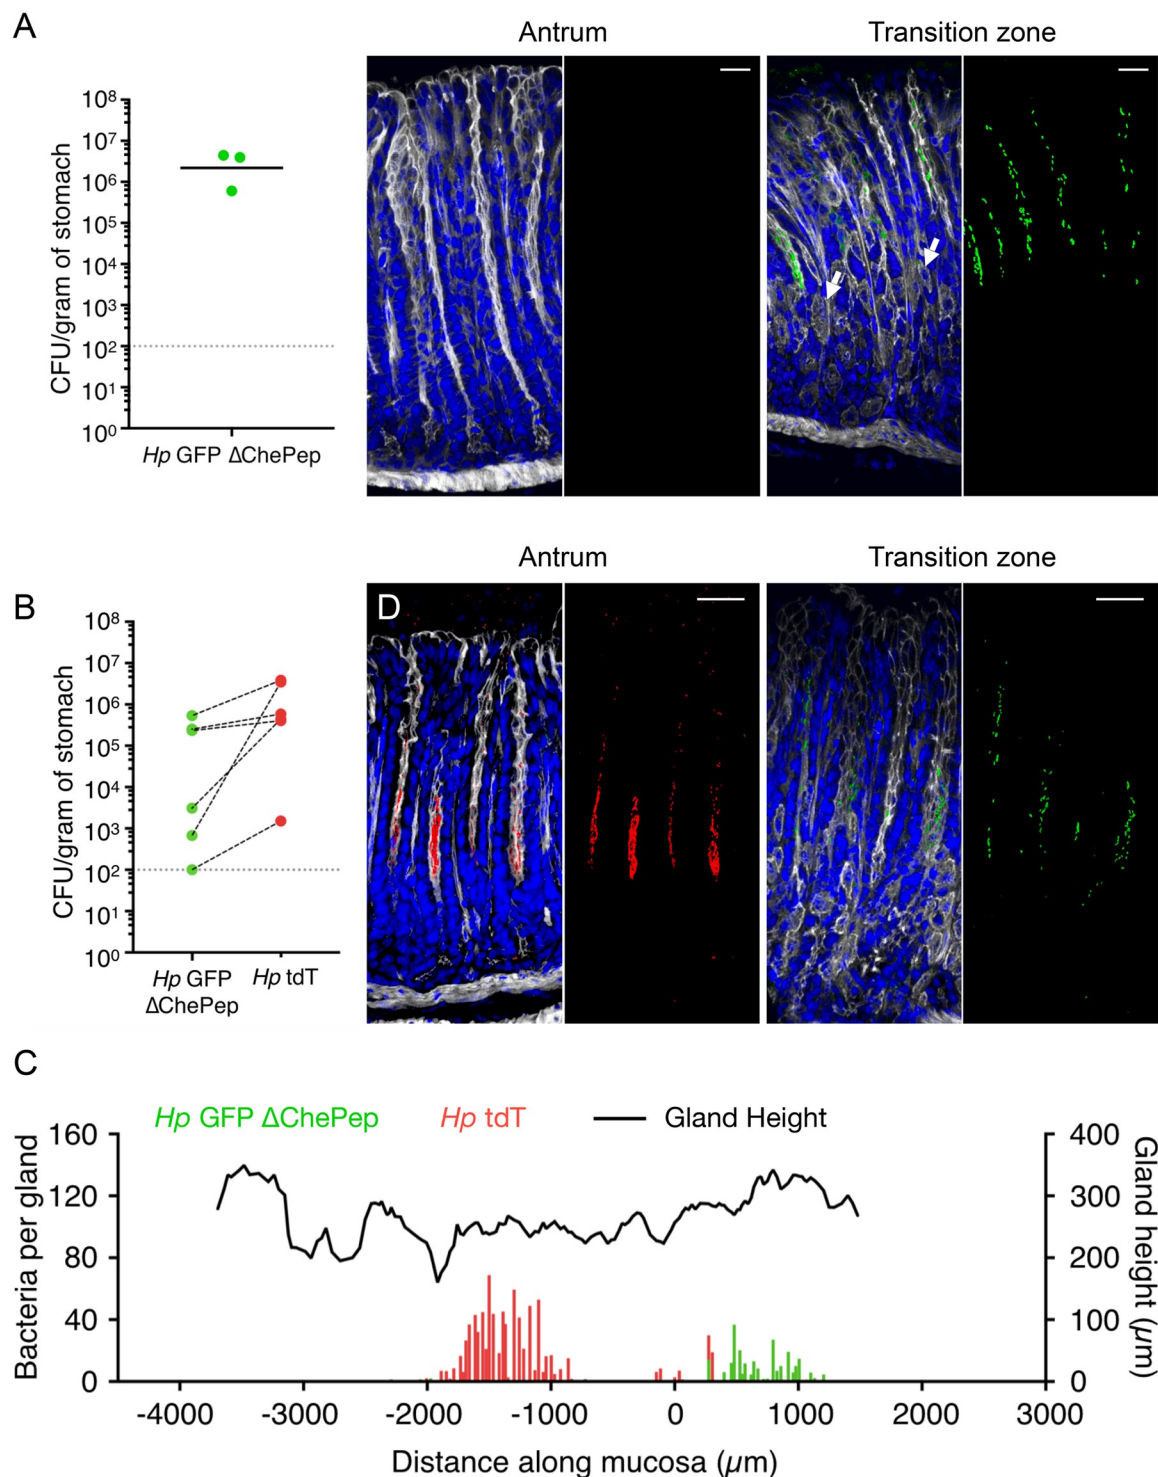 A
Antrum
Transition zone
CFU/gram of stomach
10⁸
10⁷
10⁶
10⁵
10⁴
10³
10²
10¹
10⁰
Hp GFP ΔChePep
B
D
Antrum
Transition zone
CFU/gram of stomach
10⁸
10⁷
10⁶
10⁵
10⁴
10³
10²
10¹
10⁰
Hp GFP
ΔChePep
Hp tdT
C
Hp GFP ΔChePep
Hp tdT
Gland Height
Bacteria per gland
160
120
80
40
0
400
300
200
100
0
Gland height (µm)
-4000
-3000
-2000
-1000
0
1000
2000
3000
Distance along mucosa (µm)